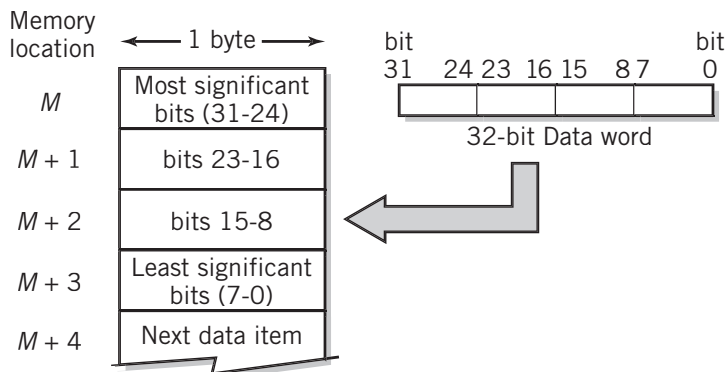 Memory
location
1 byte
M
Most significant
bits (31-24)
M + 1
bits 23-16
M + 2
bits 15-8
M + 3
Least significant
bits (7-0)
M + 4
Next data item
bit
bit
31 24 23 16 15 8 7 0
32-bit Data word